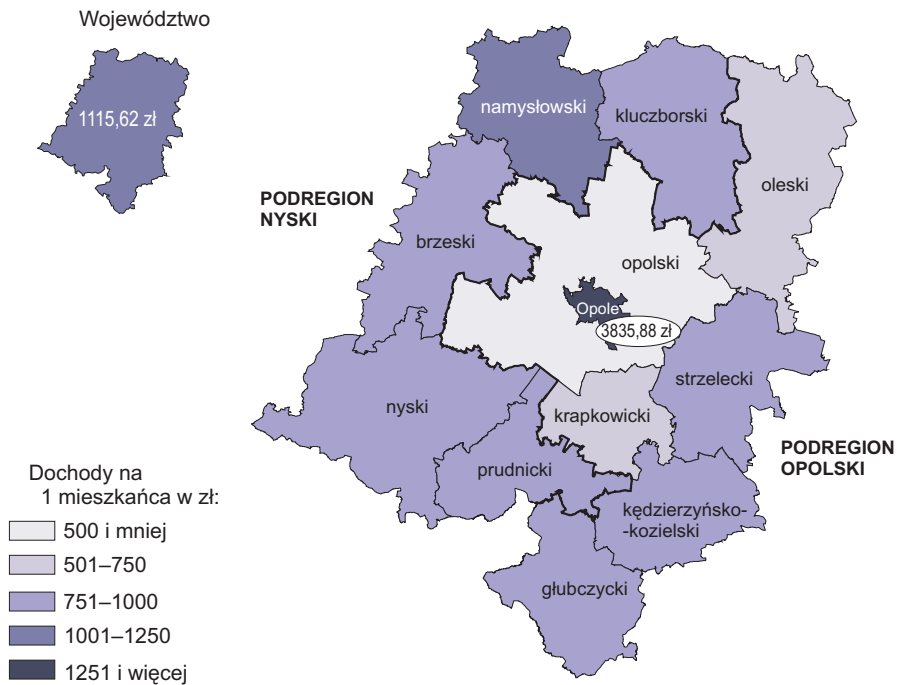 Województwo
1115,62 zł
namysłowski
kluczborski
oleski
PODREGION
NYSKI
brzeski
opolski
Opole
3835,88 zł
strzelecki
nyski
krapkowicki
PODREGION
OPOLSKI
prudnicki
kędzierzyńsko-
-kozielski
głubczycki
Dochody na
1 mieszkańca w zł:
500 i mniej
501–750
751–1000
1001–1250
1251 i więcej